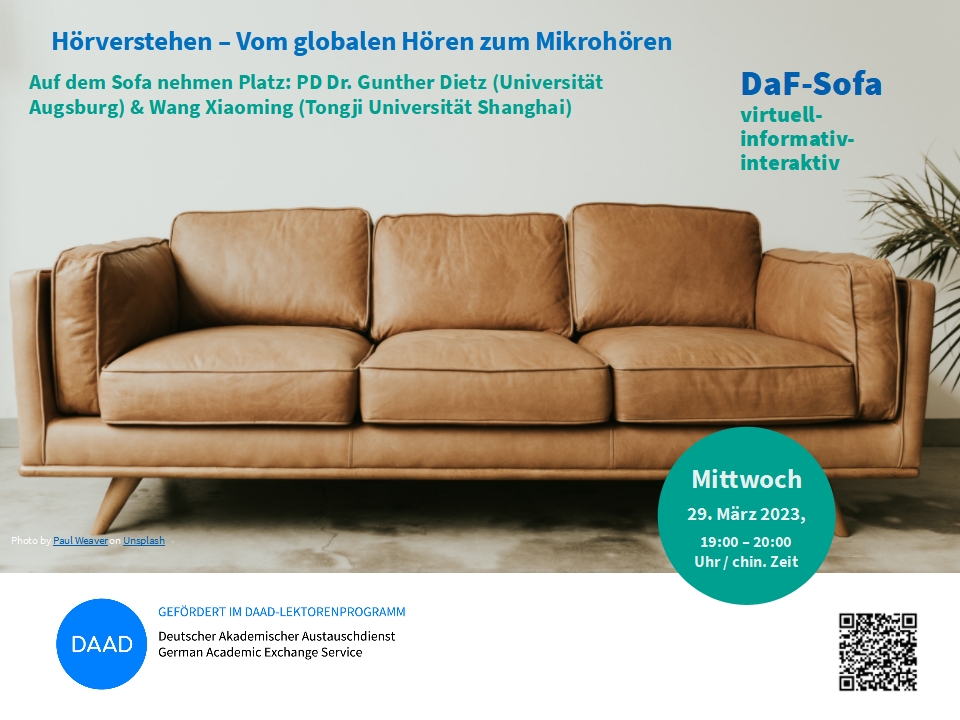 Hörverstehen – Vom globalen Hören zum Mikrohören
Auf dem Sofa nehmen Platz: PD Dr. Gunther Dietz (Universität
Augsburg) & Wang Xiaoming (Tongji Universität Shanghai)
DaF-Sofa
virtuell-
informativ-
interaktiv
Mittwoch
29. März 2023,
19:00 – 20:00
Uhr / chin. Zeit
Photo by Paul Weaver on Unsplash
DAAD
GEFÖRDERT IM DAAD-LEKTORENPROGRAMM
Deutscher Akademischer Austauschdienst
German Academic Exchange Service